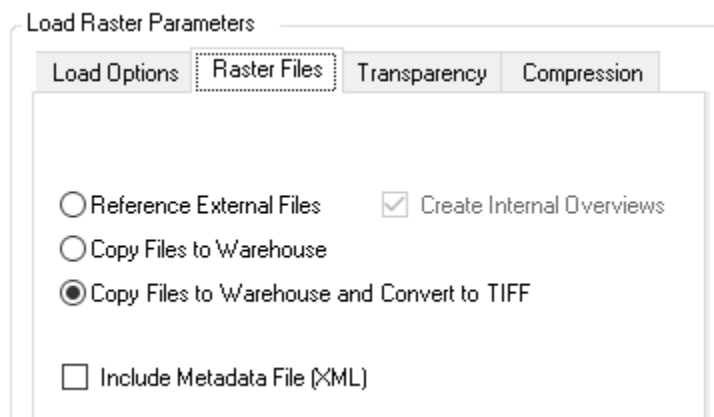 Load Raster Parameters
Load Options Raster Files Transparency Compression
Reference External Files Create Internal Overviews
Copy Files to Warehouse
Copy Files to Warehouse and Convert to TIFF
Include Metadata File (XML)